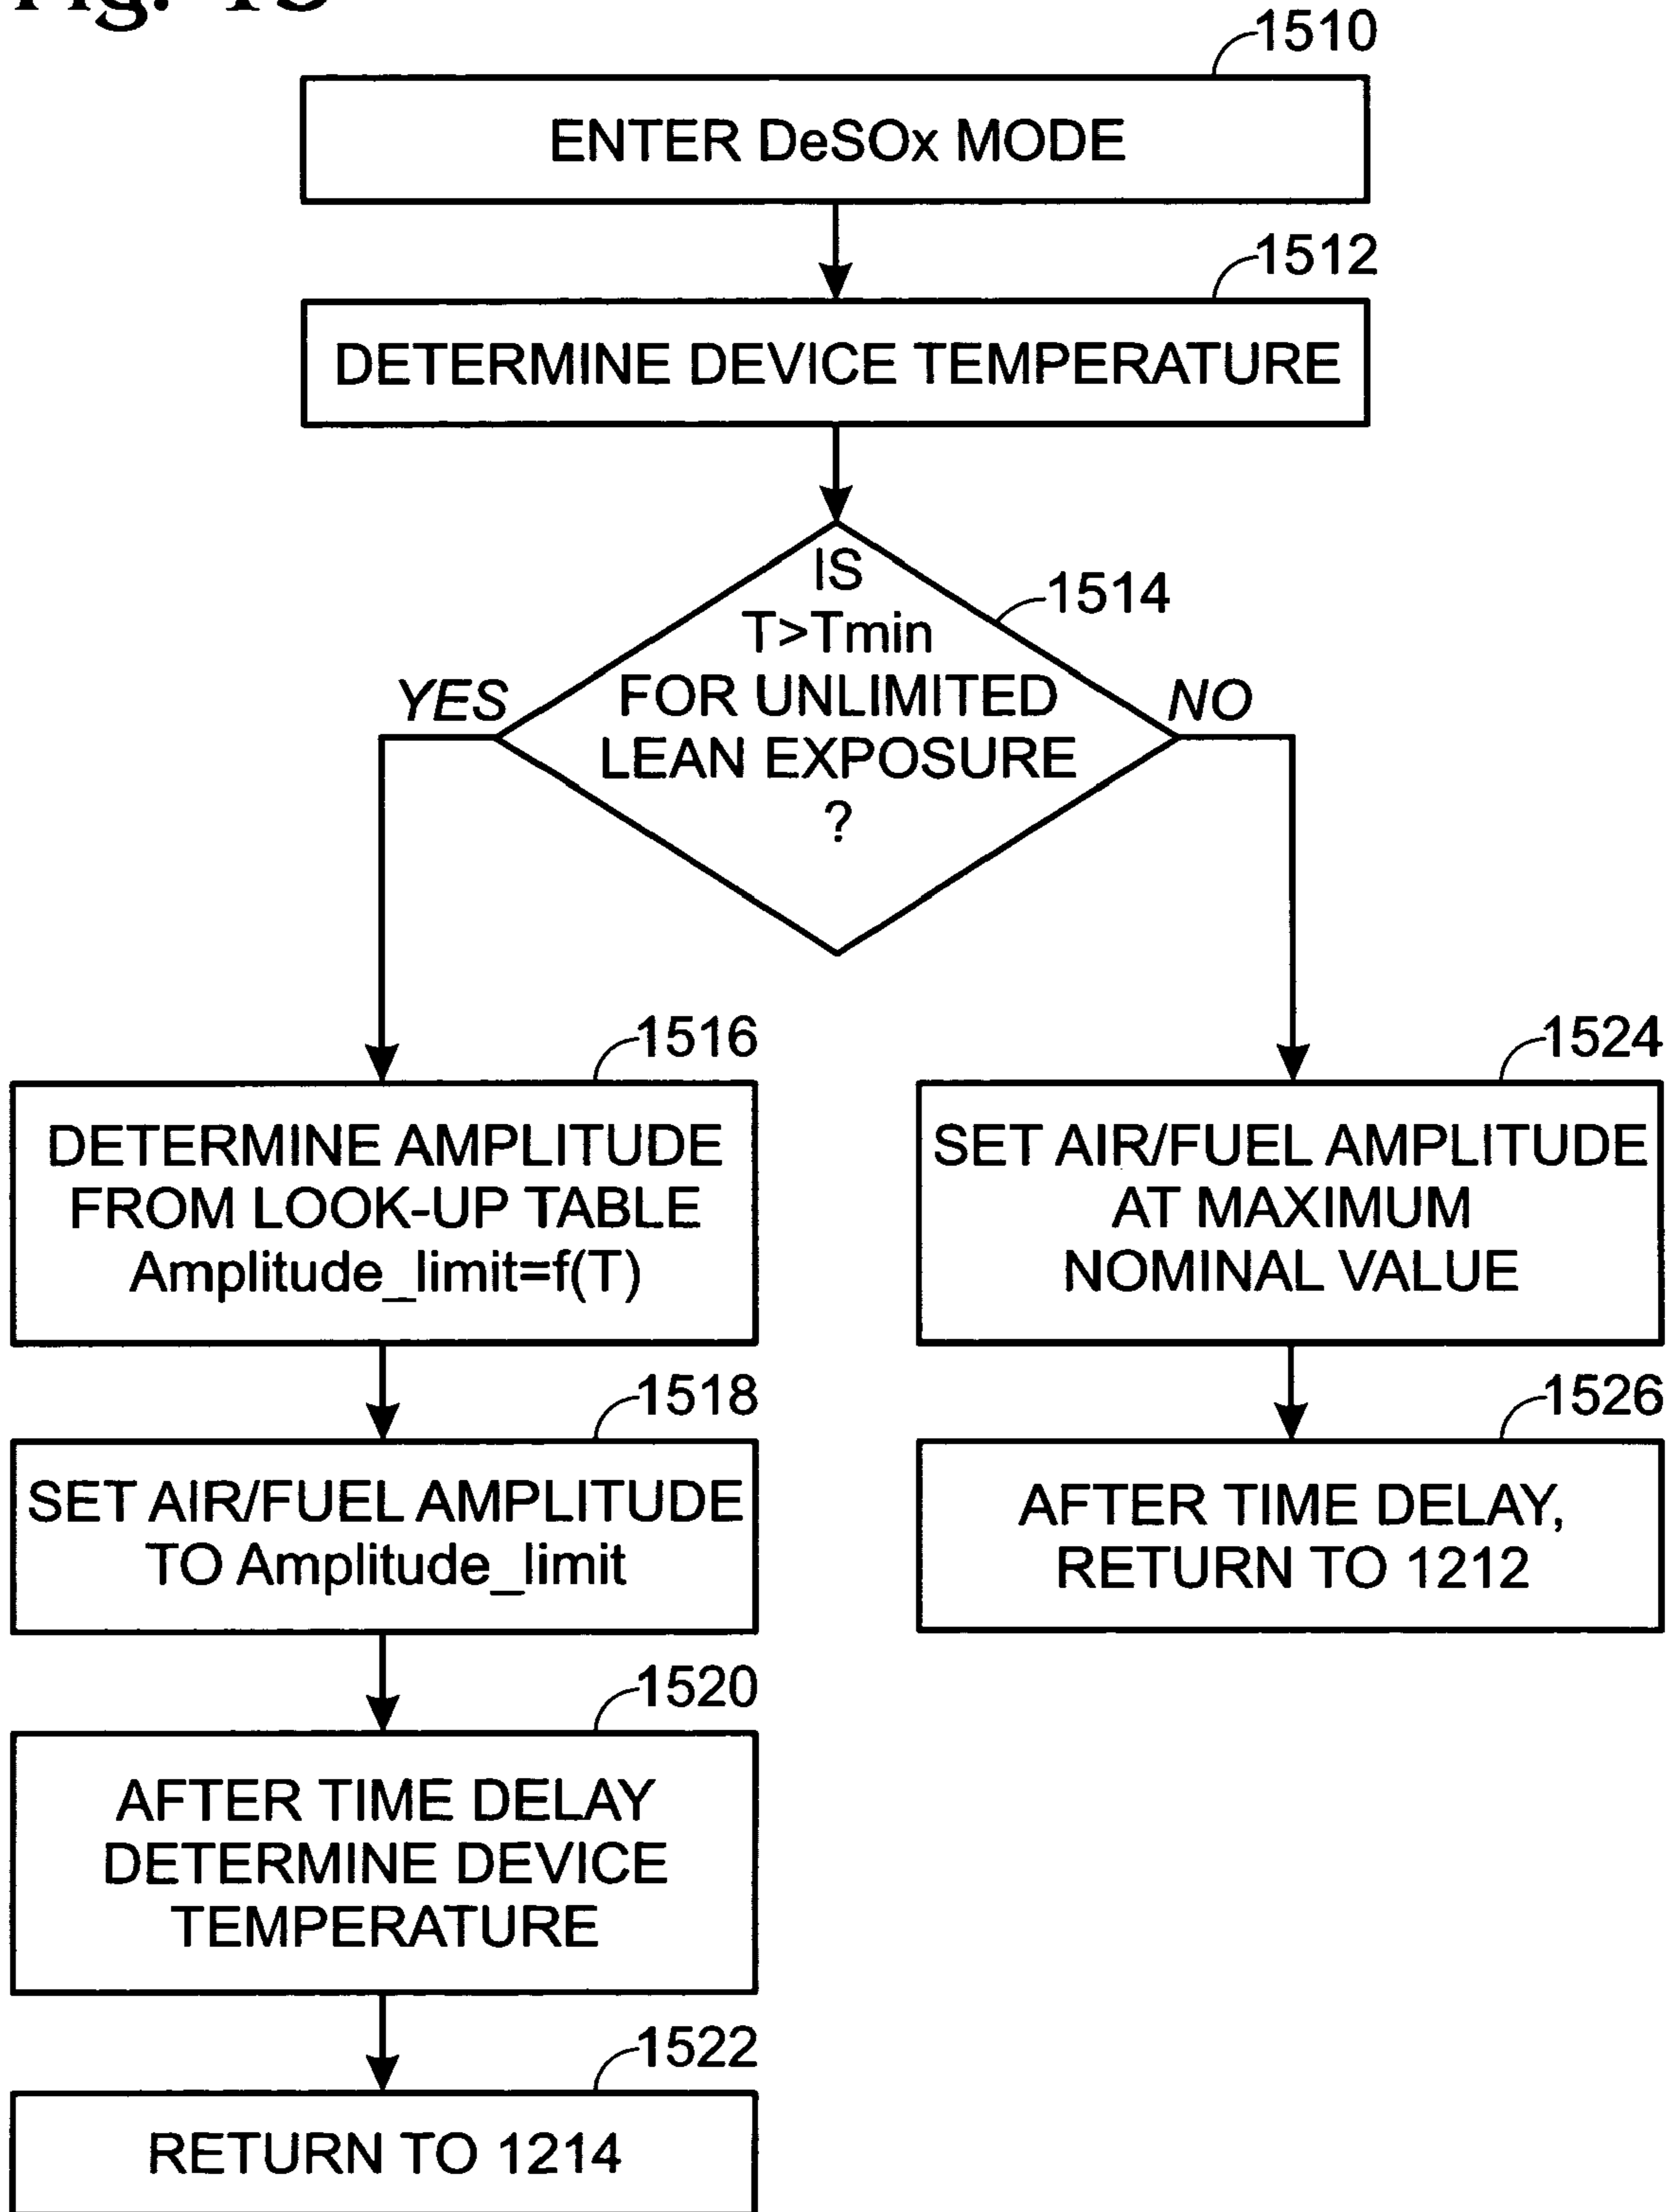 Fig. 15
1510
ENTER DeSOx MODE
1512
DETERMINE DEVICE TEMPERATURE
1514
IS
T>Tmin
FOR UNLIMITED
LEAN EXPOSURE
?
YES
NO
1516
DETERMINE AMPLITUDE
FROM LOOK-UP TABLE
Amplitude_limit=f(T)
1524
SET AIR/FUEL AMPLITUDE
AT MAXIMUM
NOMINAL VALUE
1518
SET AIR/FUEL AMPLITUDE
TO Amplitude_limit
1526
AFTER TIME DELAY,
RETURN TO 1212
1520
AFTER TIME DELAY
DETERMINE DEVICE
TEMPERATURE
1522
RETURN TO 1214